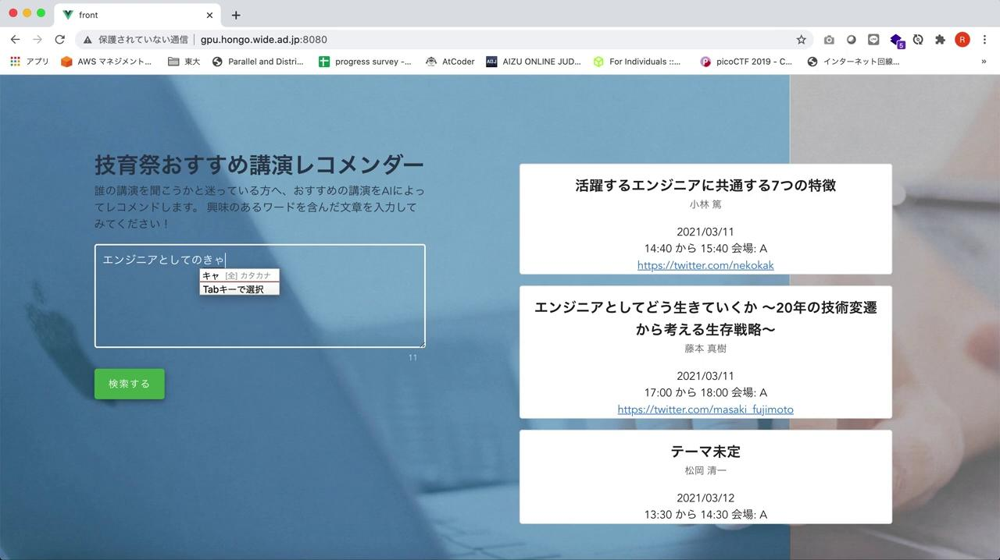 front
保護されていない通信 gpu.hongo.wide.ad.jp:8080
R
5
アプリ AWS マネジメント... 東大 Parallel and Distri... progress survey -... AtCoder AOJ AIZU ONLINE JUD... For Individuals ::... picoCTF 2019 - C... インターネット回線... »
技育祭おすすめ講演レコメンダー
誰の講演を聞こうかと迷っている方へ、おすすめの講演をAIによっ
てレコメンドします。 興味のあるワードを含んだ文章を入力して
みてください！
エンジニアとしてのきゃ
キャ [全] カタカナ
Tabキーで選択
11
検索する
活躍するエンジニアに共通する7つの特徴
小林 篤
2021/03/11
14:40 から 15:40 会場: A
https://twitter.com/nekokak
エンジニアとしてどう生きていくか 〜20年の技術変遷
から考える生存戦略〜
藤本 真樹
2021/03/11
17:00 から 18:00 会場: A
https://twitter.com/masaki_fujimoto
テーマ未定
松岡 清一
2021/03/12
13:30 から 14:30 会場: A